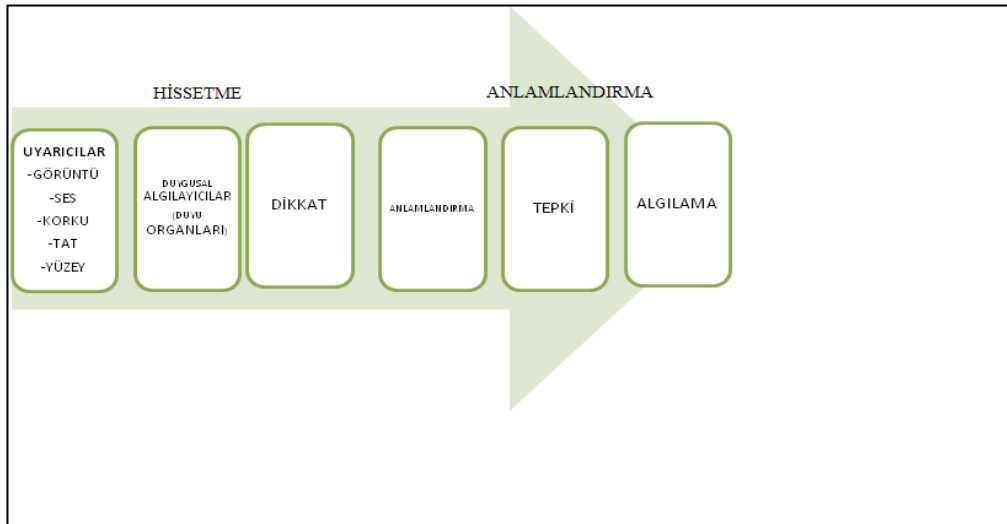 HİSSETME
ANLAMLANDIRMA
UYARICILAR
-GÖRÜNTÜ
-SES
-KORKU
-TAT
-YÜZEY
DUYGUSAL
ALGILAYICILAR
(DUYU
ORGANLARI)
DİKKAT
ANLAMLANDIRMA
TEPKİ
ALGILAMA